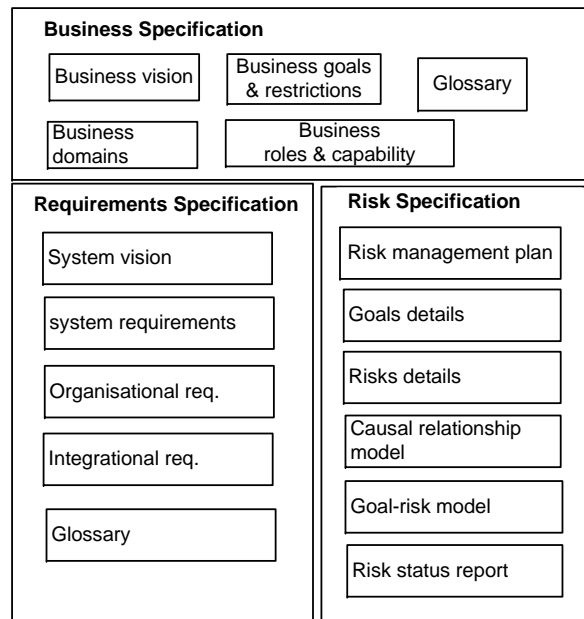 Business Specification
Business vision
Business goals
& restrictions
Glossary
Business
domains
Business
roles & capability
Requirements Specification
System vision
system requirements
Organisational req.
Integrational req.
Glossary
Risk Specification
Risk management plan
Goals details
Risks details
Causal relationship
model
Goal-risk model
Risk status report